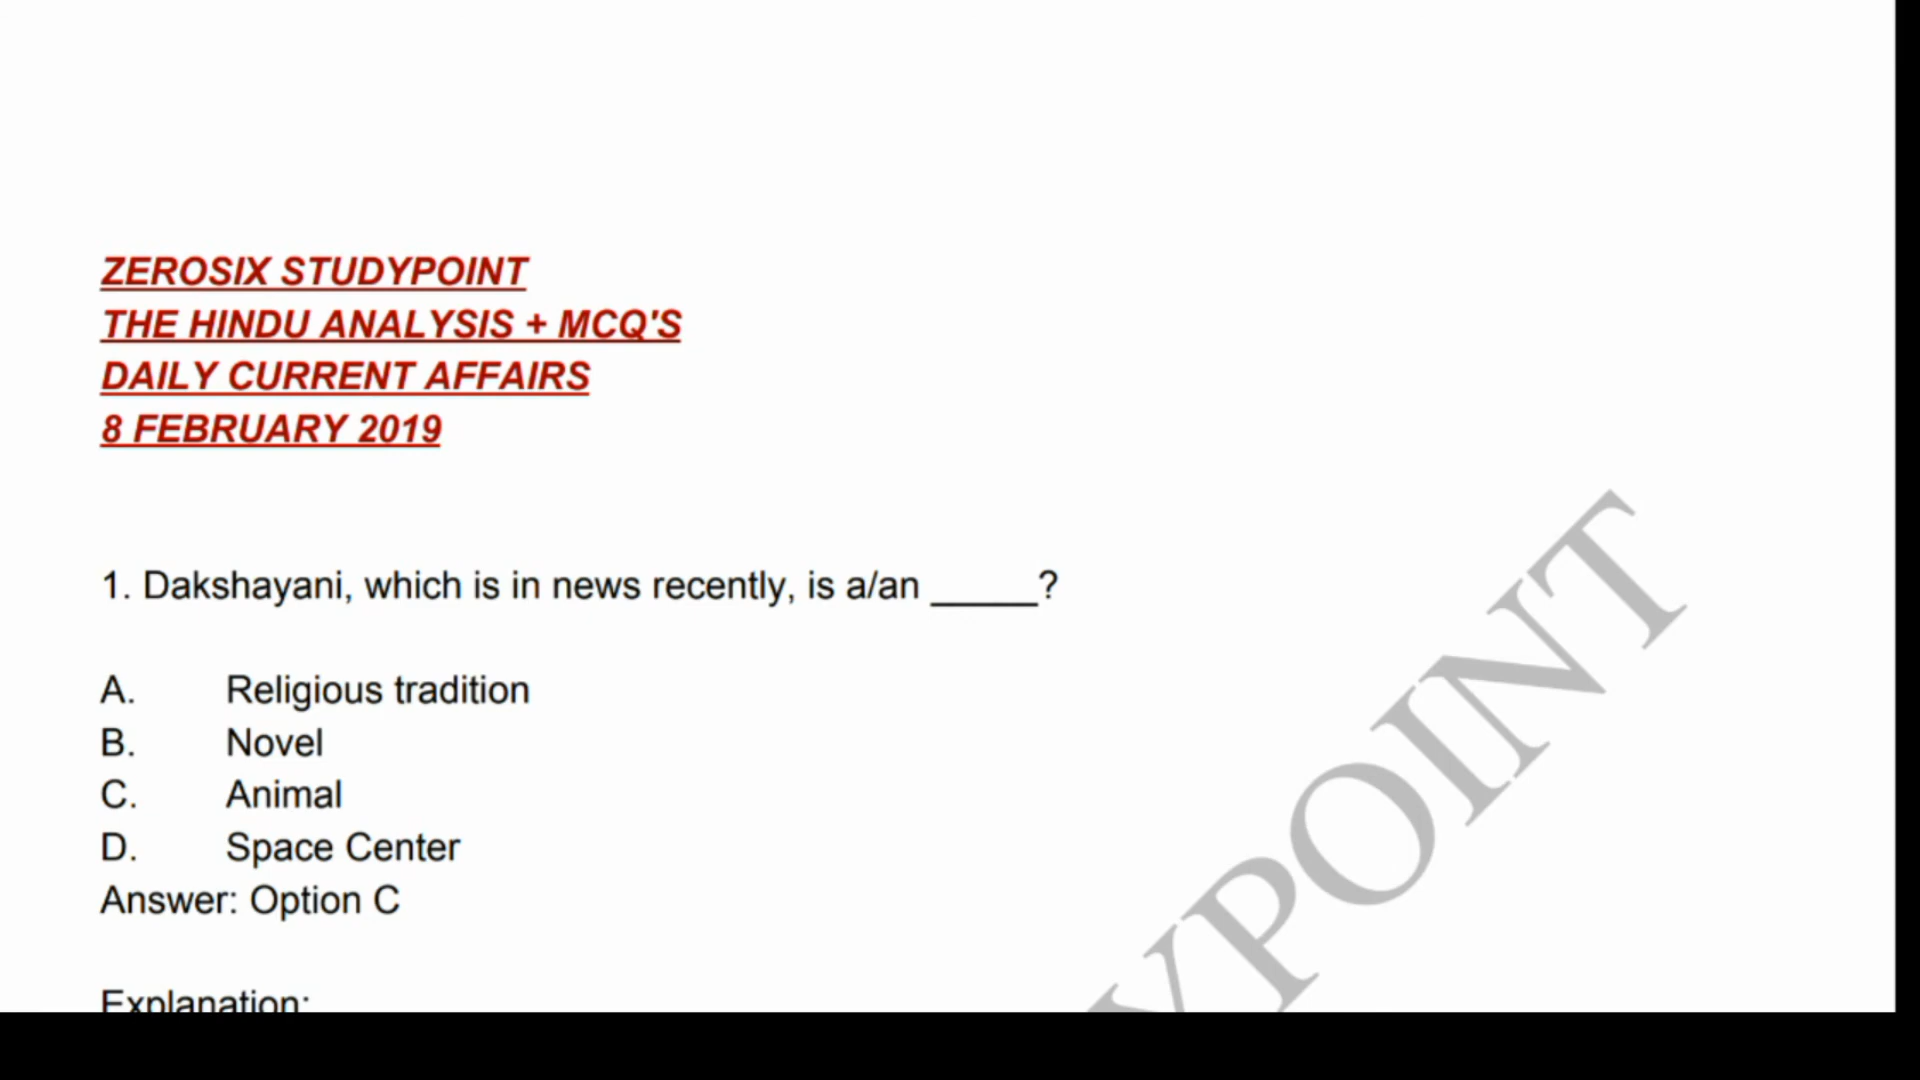 ZEROSIX STUDYPOINT
THE HINDU ANALYSIS + MCQ'S
DAILY CURRENT AFFAIRS
8 FEBRUARY 2019
1. Dakshayani, which is in news recently, is a/an _____?
A. Religious tradition
B. Novel
C. Animal
D. Space Center
Answer: Option C
Explanation:
YPOINT